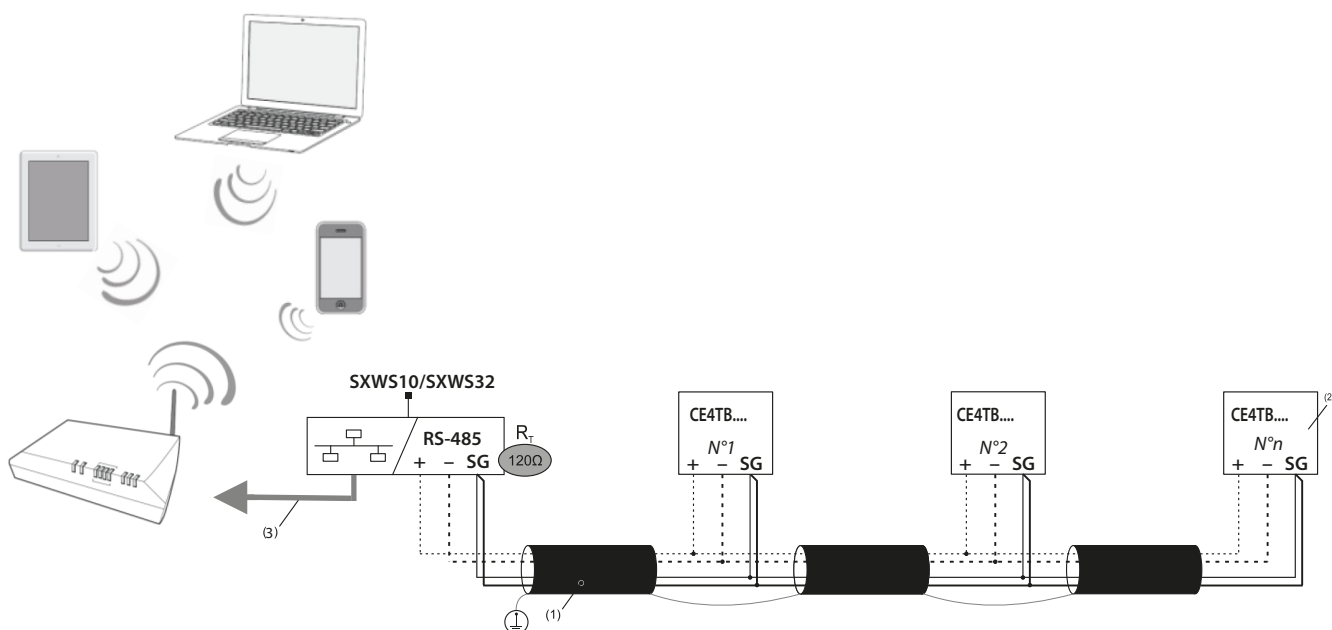 SXWS10/SXWS32
RS-485
+ − SG
R_T
120Ω
CE4TB....
N°1
+ − SG
CE4TB....
N°2
+ − SG
CE4TB....
N°n
+ − SG
(2
(3)
(1)